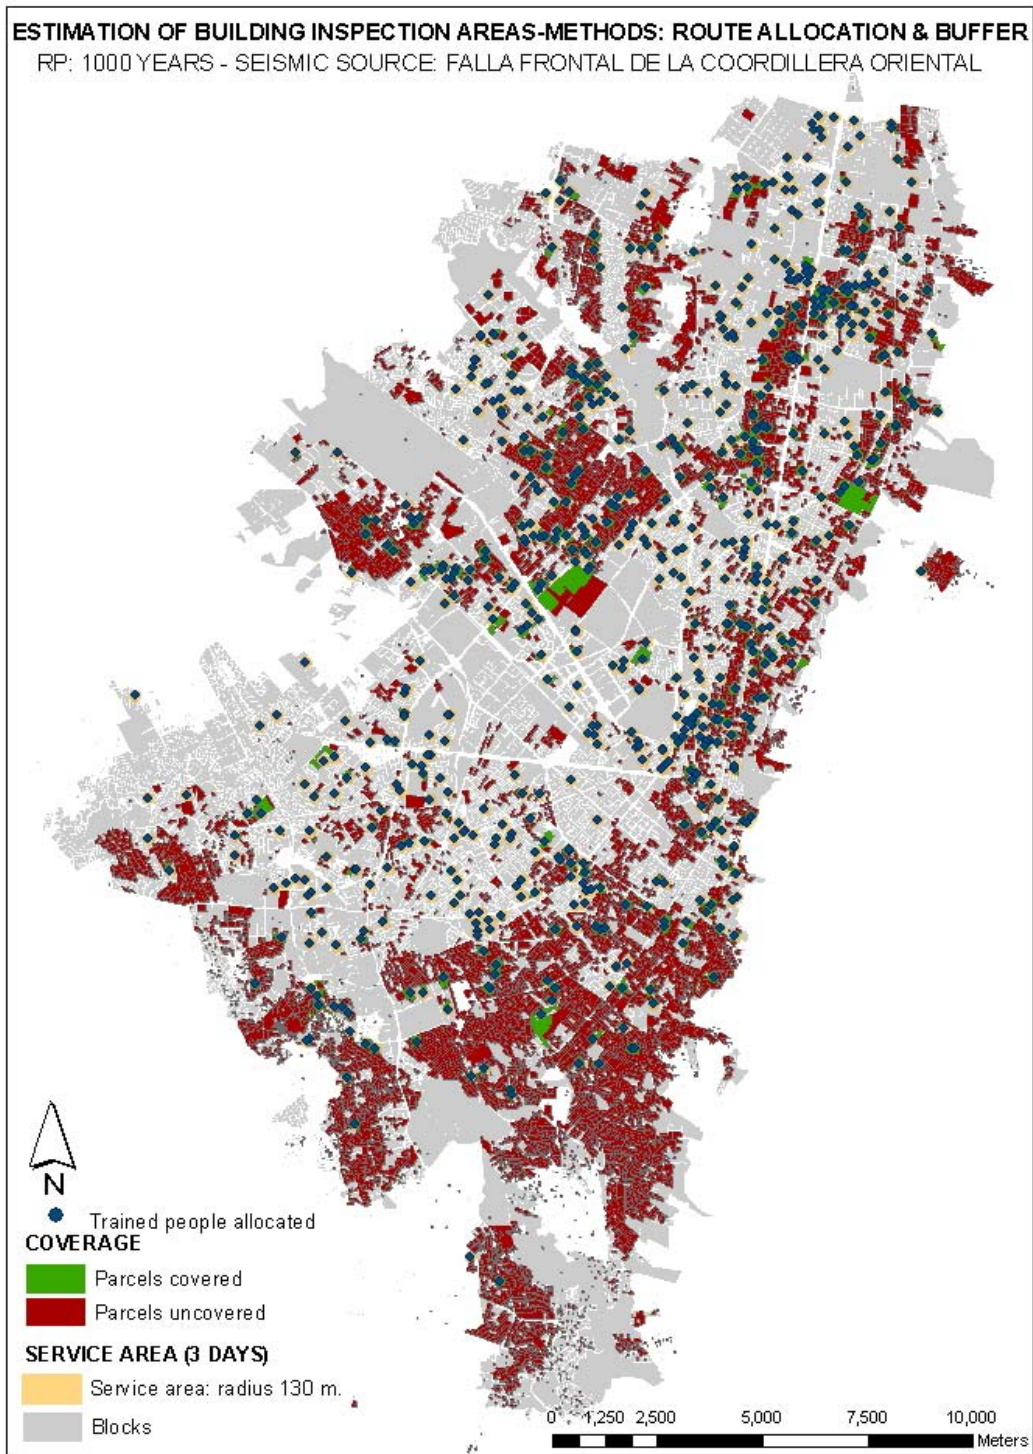 ESTIMATION OF BUILDING INSPECTION AREAS-METHODS: ROUTE ALLOCATION & BUFFER
RP: 1000 YEARS - SEISMIC SOURCE: FALLA FRONTAL DE LA COORDILLERA ORIENTAL
N
Trained people allocated
COVERAGE
Parcels covered
Parcels uncovered
SERVICE AREA (3 DAYS)
Service area: radius 130 m.
Blocks
0 1,250 2,500 5,000 7,500 10,000
Meters